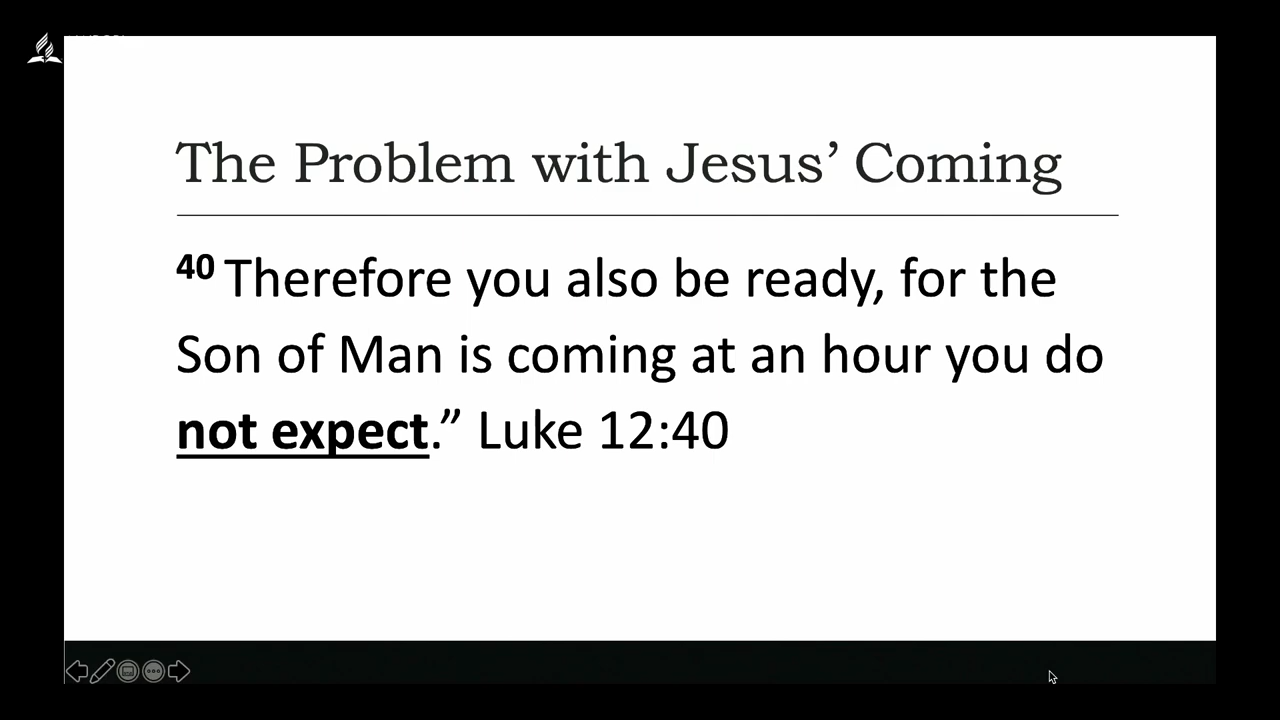 The Problem with Jesus’ Coming
40 Therefore you also be ready, for the
Son of Man is coming at an hour you do
not expect.” Luke 12:40